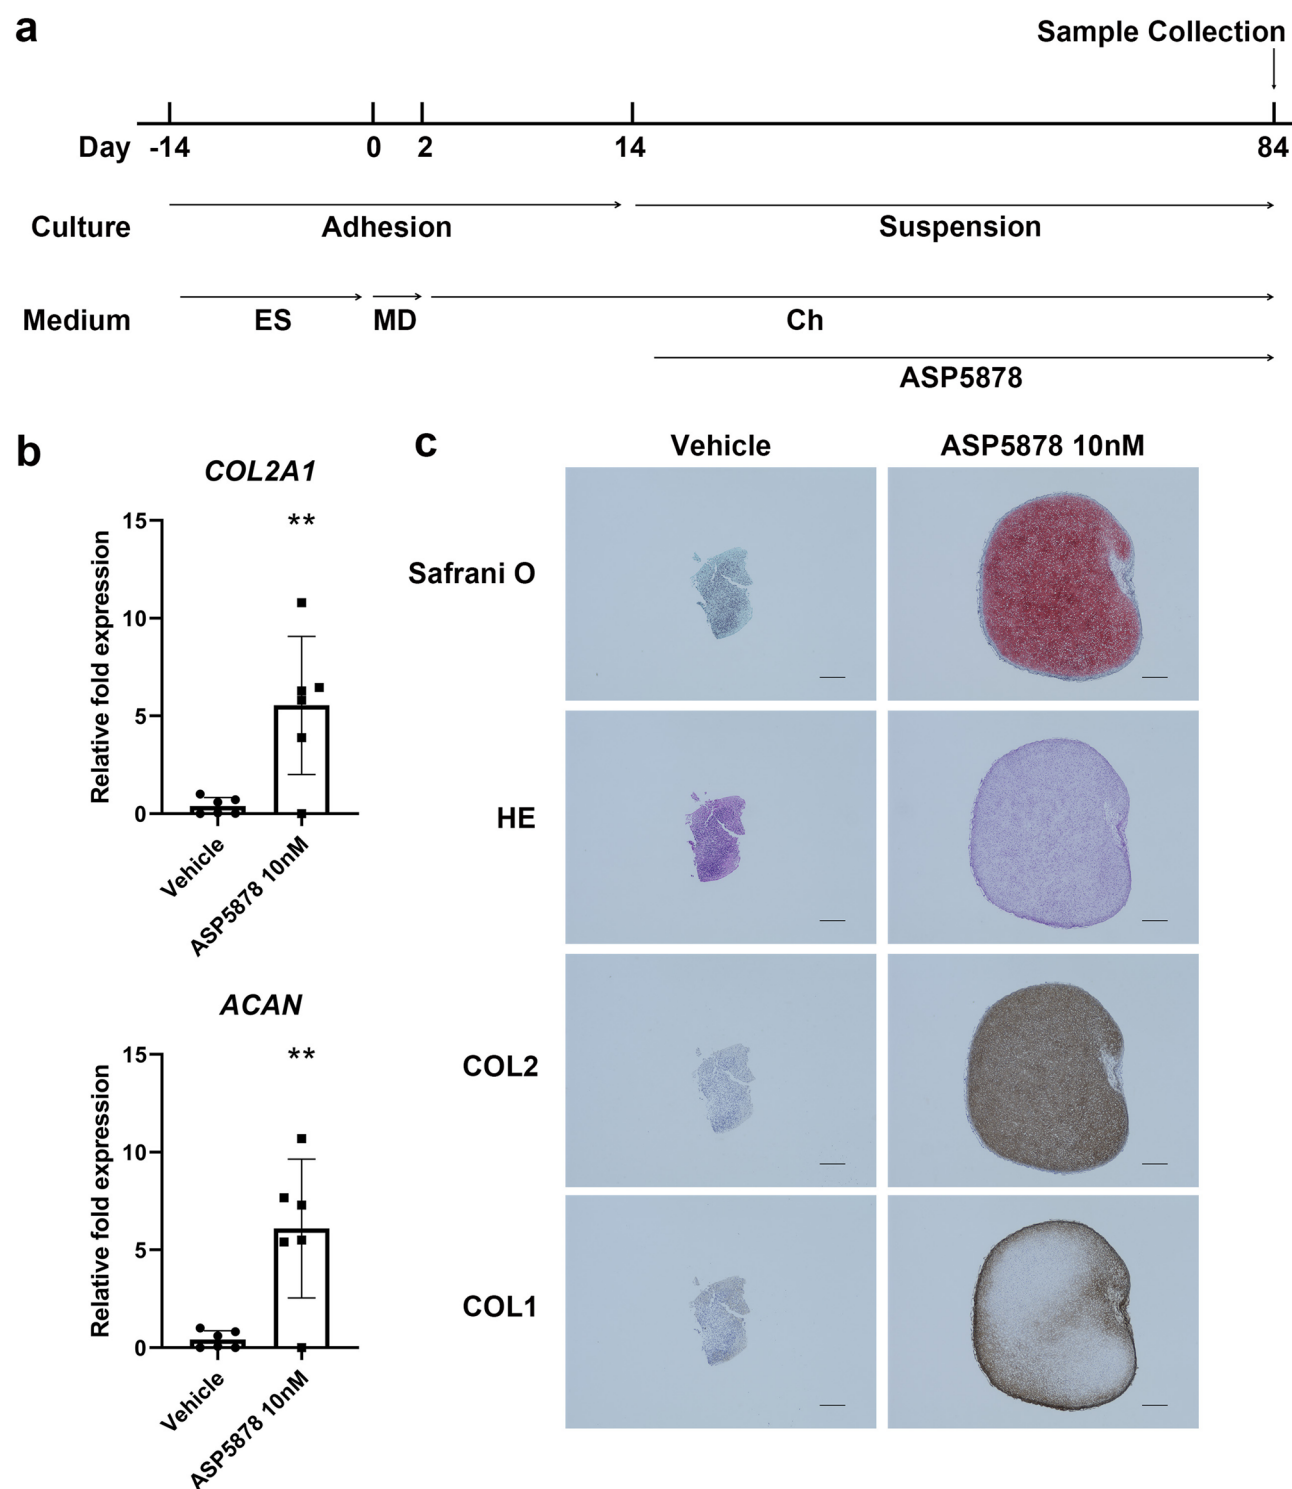 a
Sample Collection
Day -14 0 2 14 84
Culture Adhesion Suspension
Medium ES MD Ch
ASP5878
b
COL2A1
**
Relative fold expression
15
10
5
0
Vehicle
ASP5878 10nM
ACAN
**
Relative fold expression
15
10
5
0
Vehicle
ASP5878 10nM
c
Vehicle ASP5878 10nM
Safrani O
HE
COL2
COL1